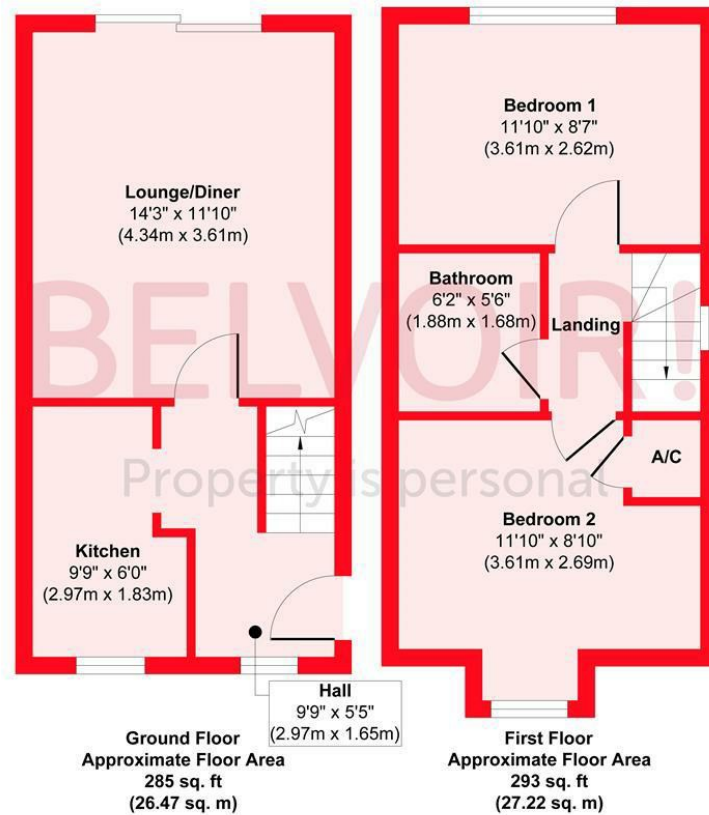 Lounge/Diner
14'3" x 11'10"
(4.34m x 3.61m)
Kitchen
9'9" x 6'0"
(2.97m x 1.83m)
Hall
9'9" x 5'5"
(2.97m x 1.65m)
Ground Floor
Approximate Floor Area
285 sq. ft
(26.47 sq. m)
Bedroom 1
11'10" x 8'7"
(3.61m x 2.62m)
Bathroom
6'2" x 5'6"
(1.88m x 1.68m)
Landing
A/C
Bedroom 2
11'10" x 8'10"
(3.61m x 2.69m)
First Floor
Approximate Floor Area
293 sq. ft
(27.22 sq. m)
BELVOIR!
Property is personal